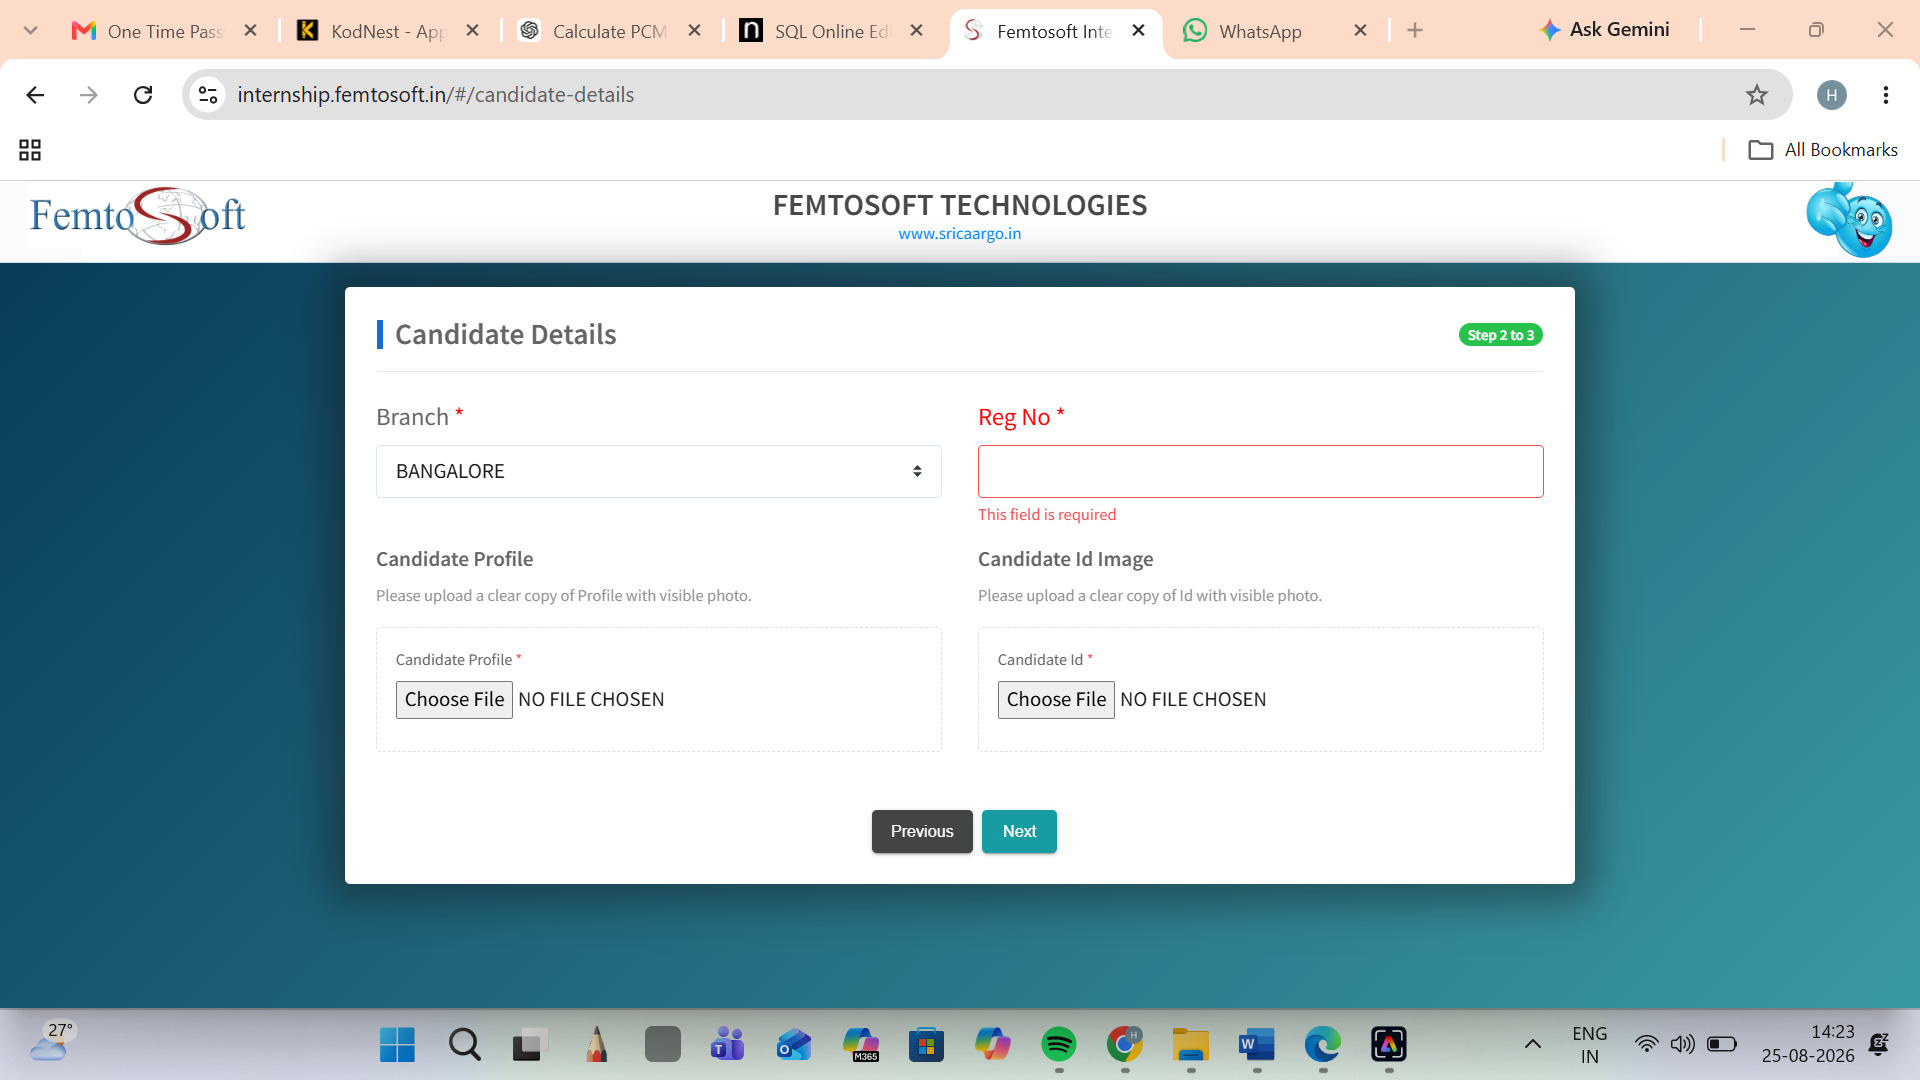 One Time Pass
KodNest - App
Calculate PCM
SQL Online Edi
Femtosoft Inte
WhatsApp
Ask Gemini
internship.femtosoft.in/#/candidate-details
H
All Bookmarks
FemtoSoft
FEMTOSOFT TECHNOLOGIES
www.sricaargo.in
Candidate Details
Step 2 to 3
Branch *
Reg No *
BANGALORE
This field is required
Candidate Profile
Candidate Id Image
Please upload a clear copy of Profile with visible photo.
Please upload a clear copy of Id with visible photo.
Candidate Profile *
Candidate Id *
Choose File NO FILE CHOSEN
Choose File NO FILE CHOSEN
Previous
Next
27°
M365
H
ENG
IN
14:23
25-08-2026